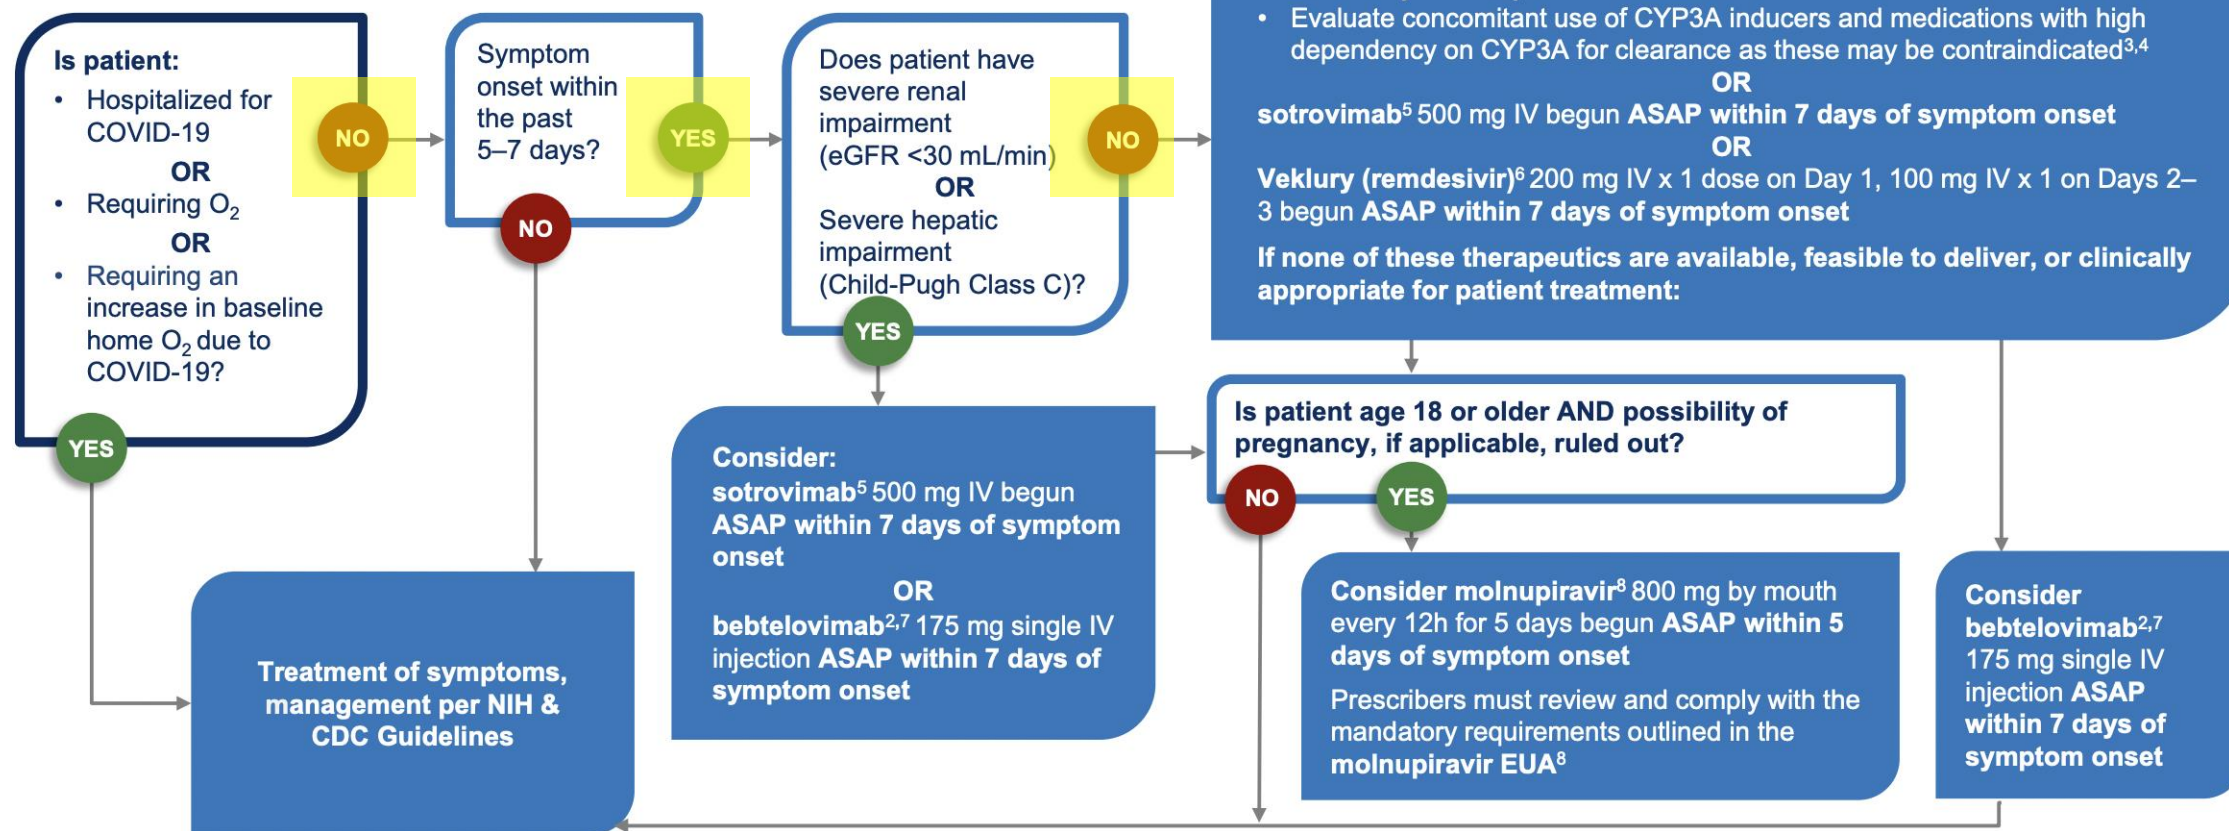 Is patient:
• Hospitalized for
COVID-19
OR
• Requiring O₂
OR
• Requiring an
increase in baseline
home O₂ due to
COVID-19?
NO
YES
Symptom
onset within
the past
5–7 days?
YES
NO
Does patient have
severe renal
impairment
(eGFR <30 mL/min)
OR
Severe hepatic
impairment
(Child-Pugh Class C)?
NO
YES
• Evaluate concomitant use of CYP3A inducers and medications with high
dependency on CYP3A for clearance as these may be contraindicated³,⁴
OR
sotrovimab⁵ 500 mg IV begun ASAP within 7 days of symptom onset
OR
Veklury (remdesivir)⁶ 200 mg IV x 1 dose on Day 1, 100 mg IV x 1 on Days 2–
3 begun ASAP within 7 days of symptom onset
If none of these therapeutics are available, feasible to deliver, or clinically
appropriate for patient treatment:
Is patient age 18 or older AND possibility of
pregnancy, if applicable, ruled out?
NO
YES
Consider:
sotrovimab⁵ 500 mg IV begun
ASAP within 7 days of symptom
onset
OR
bebtelovimab²,⁷ 175 mg single IV
injection ASAP within 7 days of
symptom onset
Treatment of symptoms,
management per NIH &
CDC Guidelines
Consider molnupiravir⁸ 800 mg by mouth
every 12h for 5 days begun ASAP within 5
days of symptom onset
Prescribers must review and comply with the
mandatory requirements outlined in the
molnupiravir EUA⁸
Consider
bebtelovimab²,⁷
175 mg single IV
injection ASAP
within 7 days of
symptom onset